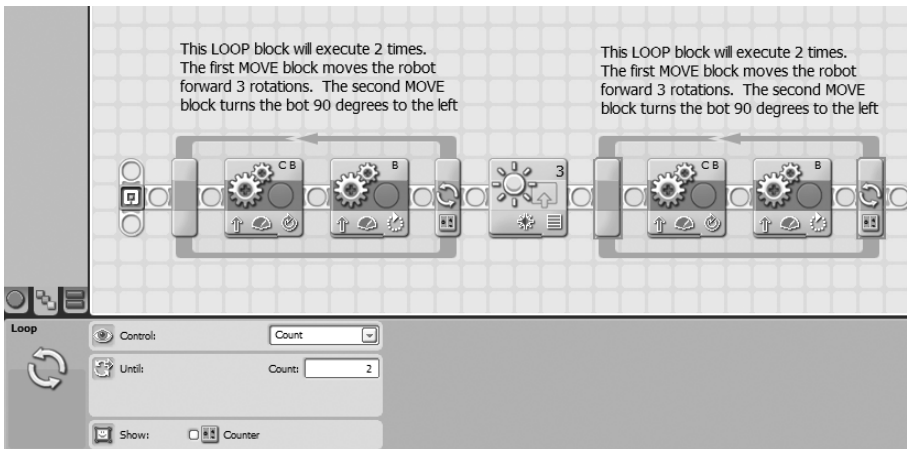 This LOOP block will execute 2 times.
The first MOVE block moves the robot
forward 3 rotations.  The second MOVE
block turns the bot 90 degrees to the left
This LOOP block will execute 2 times.
The first MOVE block moves the robot
forward 3 rotations.  The second MOVE
block turns the bot 90 degrees to the left
C B
B
3
C B
B
Loop
Control:
Count
Until:
Count:
2
Show:
Counter